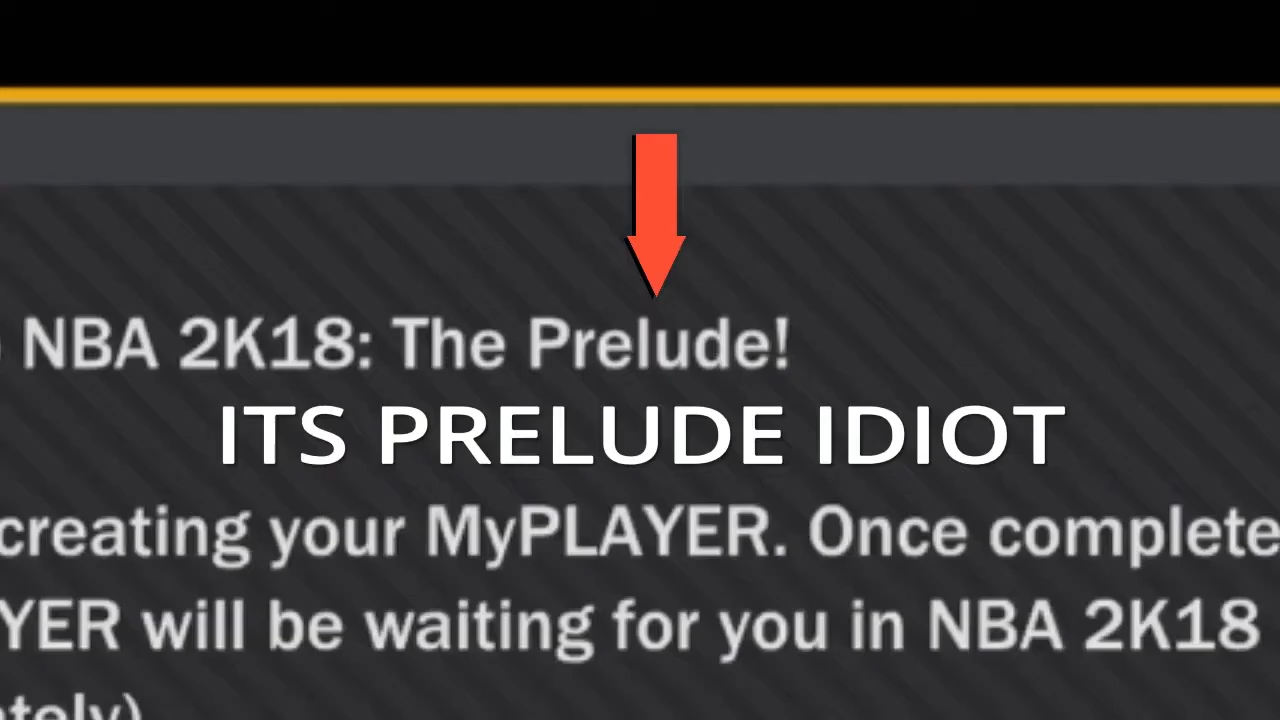 NBA 2K18: The Prelude!
ITS PRELUDE IDIOT
creating your MyPLAYER. Once complete
YER will be waiting for you in NBA 2K18
ately)